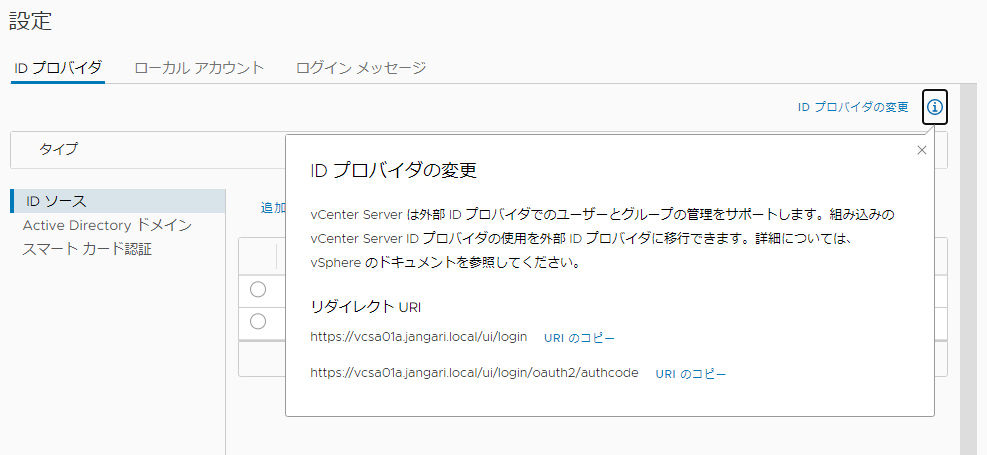 設定
ID プロバイダ ローカル アカウント ログイン メッセージ
ID プロバイダの変更
タイプ
ID プロバイダの変更
ID ソース
Active Directory ドメイン
スマート カード認証
追加
vCenter Server は外部 ID プロバイダでのユーザーとグループの管理をサポートします。組み込みの
vCenter Server ID プロバイダの使用を外部 ID プロバイダに移行できます。詳細については、
vSphere のドキュメントを参照してください。
リダイレクト URI
https://vcsa01a.jangari.local/ui/login URI のコピー
https://vcsa01a.jangari.local/ui/login/oauth2/authcode URI のコピー